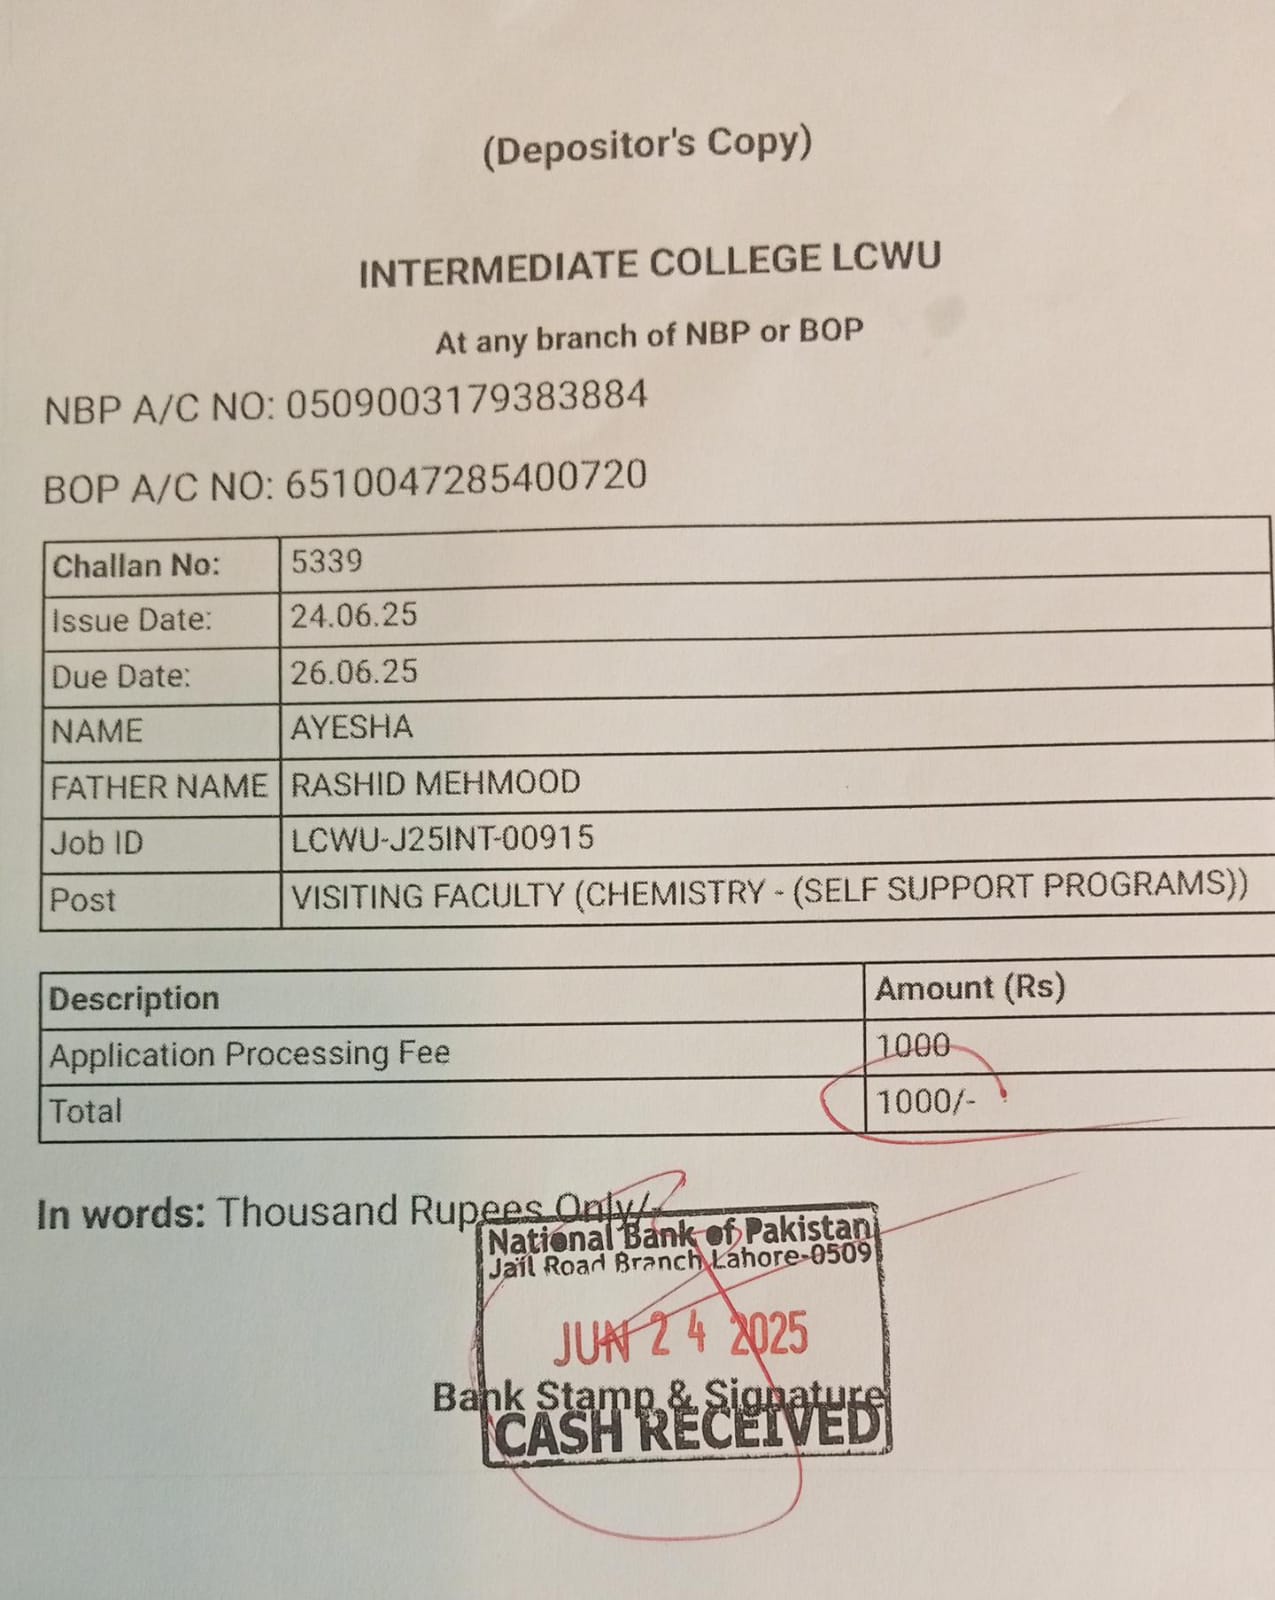 (Depositor's Copy)
INTERMEDIATE COLLEGE LCWU
At any branch of NBP or BOP
NBP A/C NO: 0509003179383884
BOP A/C NO: 6510047285400720
Challan No: 5339
Issue Date: 24.06.25
Due Date: 26.06.25
NAME AYESHA
FATHER NAME RASHID MEHMOOD
Job ID LCWU-J25INT-00915
Post VISITING FACULTY (CHEMISTRY - (SELF SUPPORT PROGRAMS))
Description Amount (Rs)
Application Processing Fee 1000
Total 1000/-
In words: Thousand Rupees Only/-
National Bank of Pakistan
Jail Road Branch Lahore-0509
JUN 24 2025
Bank Stamp & Signature
CASH RECEIVED